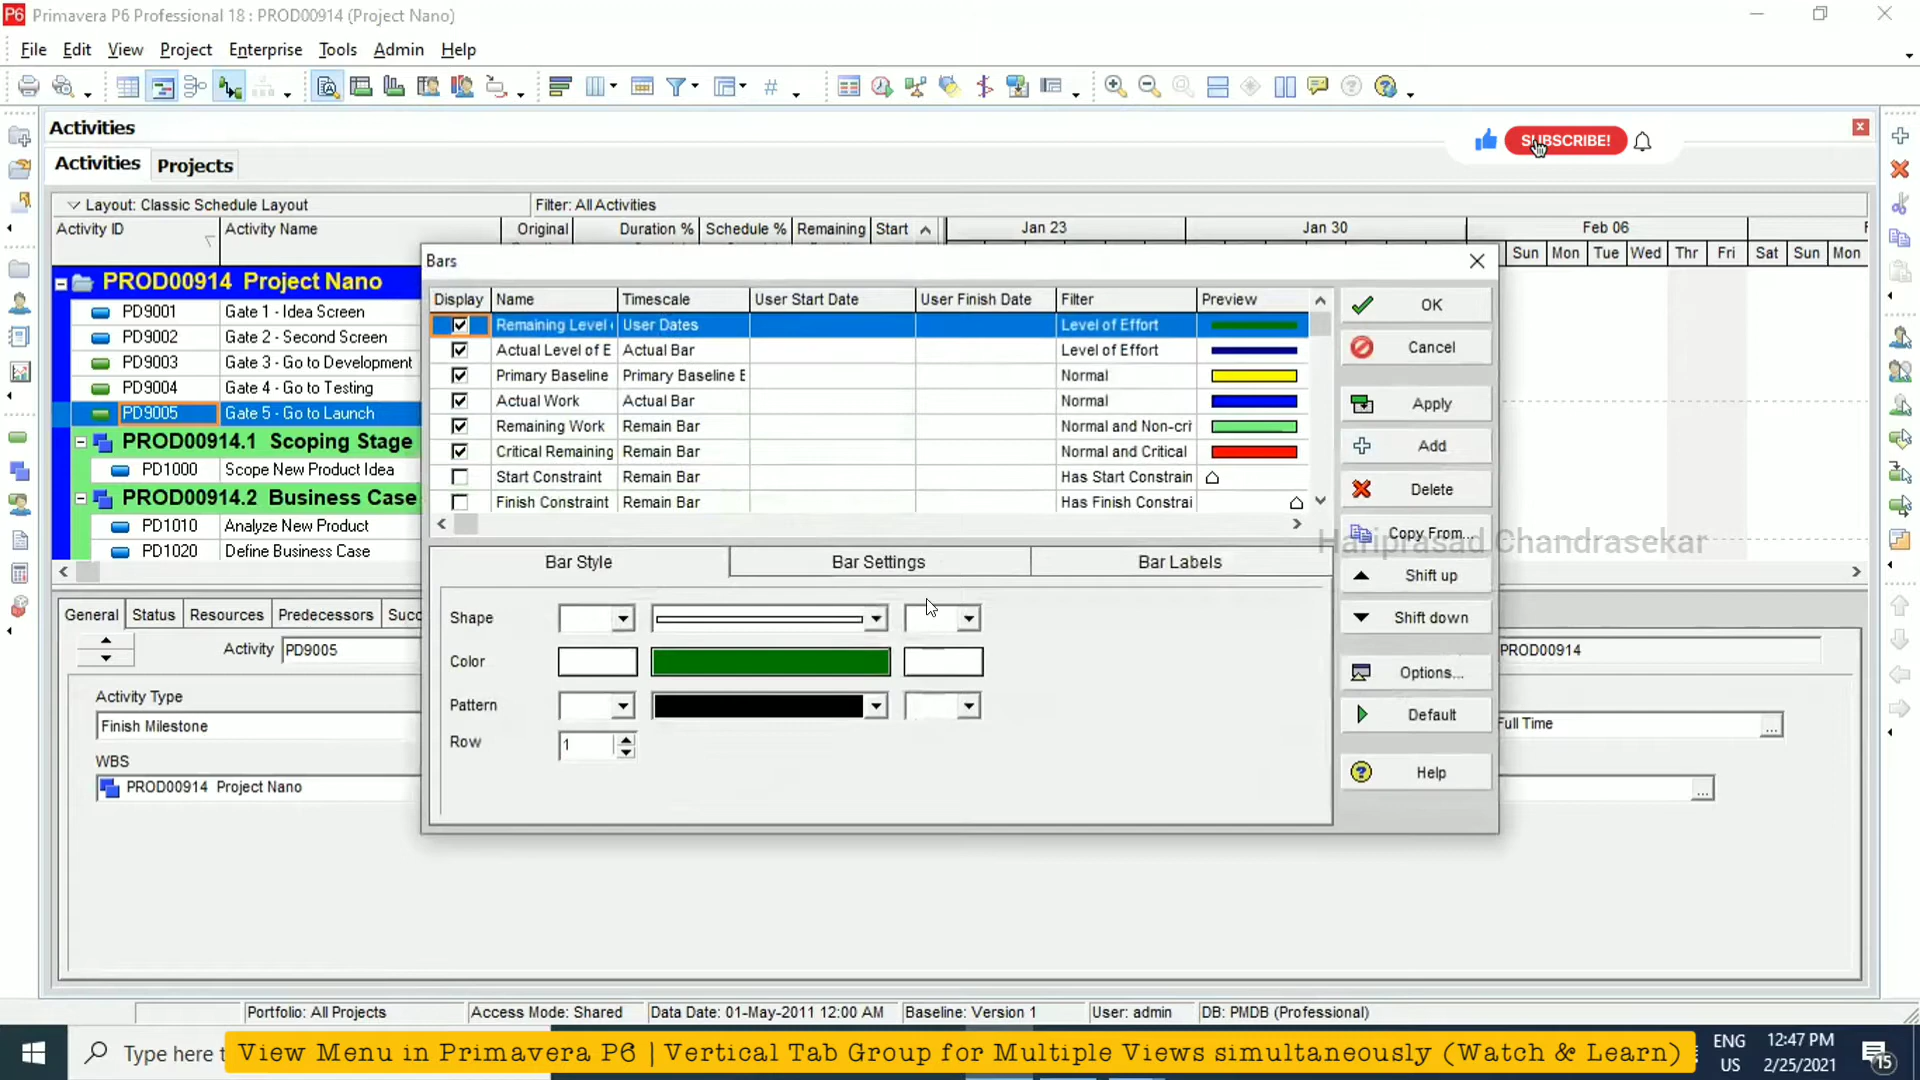 Primavera P6 Professional 18 : PROD00914 (Project Nano)
File Edit View Project Enterprise Tools Admin Help
Activities
SUBSCRIBE!
Activities Projects
Layout: Classic Schedule Layout Filter: All Activities
Activity ID Activity Name Original Duration % Schedule % Remaining Start Jan 23 Jan 30 Feb 06
Sun Mon Tue Wed Thr Fri Sat Sun Mon
Bars
PROD00914 Project Nano
PD9001 Gate 1 - Idea Screen
PD9002 Gate 2 - Second Screen
PD9003 Gate 3 - Go to Development
PD9004 Gate 4 - Go to Testing
PD9005 Gate 5 - Go to Launch
PROD00914.1 Scoping Stage
PD1000 Scope New Product Idea
PROD00914.2 Business Case
PD1010 Analyze New Product
PD1020 Define Business Case
Display Name Timescale User Start Date User Finish Date Filter Preview
Remaining Level User Dates Level of Effort
Actual Level of E Actual Bar Level of Effort
Primary Baseline Primary Baseline E Normal
Actual Work Actual Bar Normal
Remaining Work Remain Bar Normal and Non-cri
Critical Remaining Remain Bar Normal and Critical
Start Constraint Remain Bar Has Start Constrain
Finish Constraint Remain Bar Has Finish Constrai
OK
Cancel
Apply
Add
Delete
Copy From...
Shift up
Shift down
Options...
Default
Help
Hariprasad Chandrasekar
Bar Style Bar Settings Bar Labels
Shape
Color
Pattern
Row 1
General Status Resources Predecessors Succ
Activity PD9005 PROD00914
Activity Type
Finish Milestone Full Time
WBS
PROD00914 Project Nano
Portfolio: All Projects Access Mode: Shared Data Date: 01-May-2011 12:00 AM Baseline: Version 1 User: admin DB: PMDB (Professional)
Type here t
View Menu in Primavera P6 | Vertical Tab Group for Multiple Views simultaneously (Watch & Learn)
ENG 12:47 PM
US 2/25/2021 15